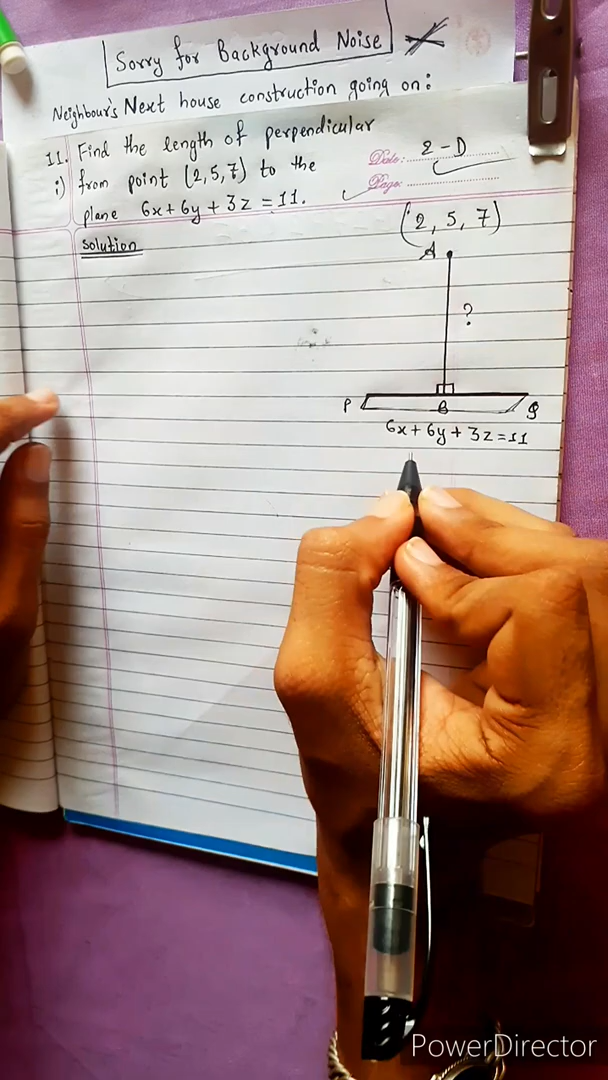 Sorry for Background Noise
Neighbour's Next house construction going on:
11. Find the length of perpendicular
i) from point (2,5,7) to the
plane 6x+6y+3z=11.
Date: 2-D
Page:
Solution
(2, 5, 7)
A
?
P B Q
6x+6y+3z=11
PowerDirector